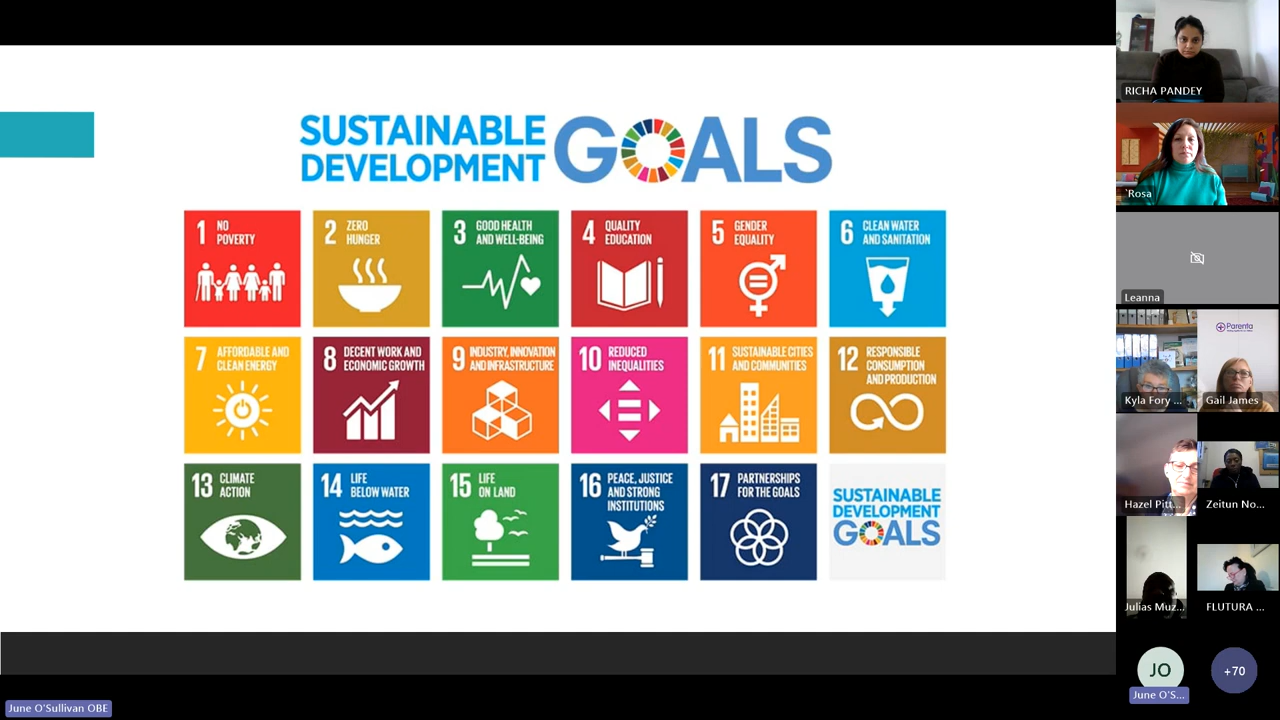 SUSTAINABLE
DEVELOPMENT
GOALS
1 NO
POVERTY
2 ZERO
HUNGER
3 GOOD HEALTH
AND WELL-BEING
4 QUALITY
EDUCATION
5 GENDER
EQUALITY
6 CLEAN WATER
AND SANITATION
7 AFFORDABLE AND
CLEAN ENERGY
8 DECENT WORK AND
ECONOMIC GROWTH
9 INDUSTRY, INNOVATION
AND INFRASTRUCTURE
10 REDUCED
INEQUALITIES
11 SUSTAINABLE CITIES
AND COMMUNITIES
12 RESPONSIBLE
CONSUMPTION
AND PRODUCTION
13 CLIMATE
ACTION
14 LIFE
BELOW WATER
15 LIFE
ON LAND
16 PEACE, JUSTICE
AND STRONG
INSTITUTIONS
17 PARTNERSHIPS
FOR THE GOALS
SUSTAINABLE
DEVELOPMENT
GOALS
June O'Sullivan OBE
RICHA PANDEY
`Rosa
Leanna
Kyla Fory ...
Parenta
Gail James
Hazel Pitt...
Zeitun No...
Julias Muz...
FLUTURA ...
JO
June O'S...
+70